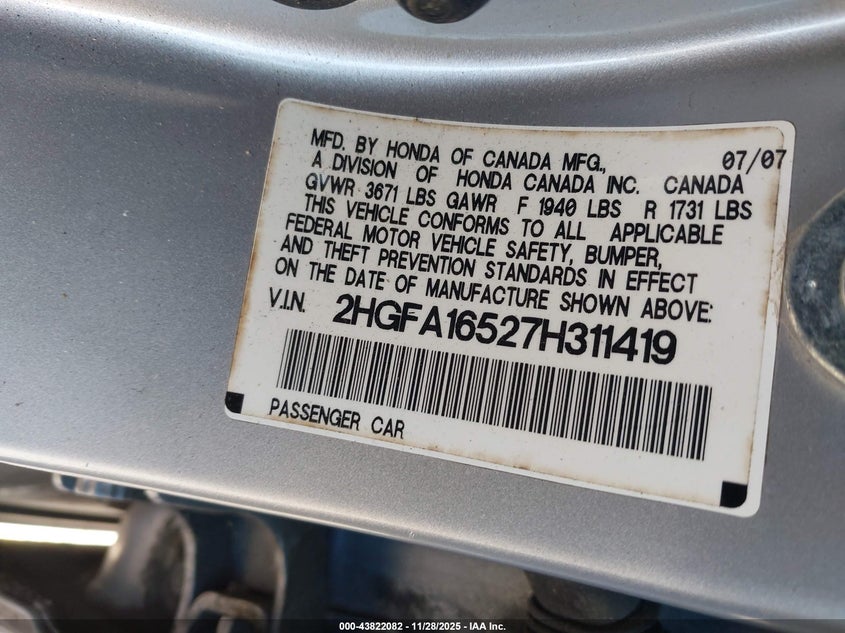 MFD. BY HONDA OF CANADA MFG., 07/07
A DIVISION OF HONDA CANADA INC. CANADA
GVWR 3671 LBS GAWR F 1940 LBS R 1731 LBS
THIS VEHICLE CONFORMS TO ALL APPLICABLE
FEDERAL MOTOR VEHICLE SAFETY, BUMPER,
AND THEFT PREVENTION STANDARDS IN EFFECT
ON THE DATE OF MANUFACTURE SHOWN ABOVE:
V.I.N. 2HGFA16527H311419
PASSENGER CAR
000-43822082 - 11/28/2025 - IAA Inc.